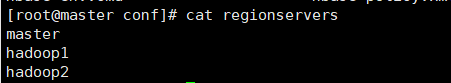 [root@master conf]# cat regionservers
master
hadoop1
hadoop2